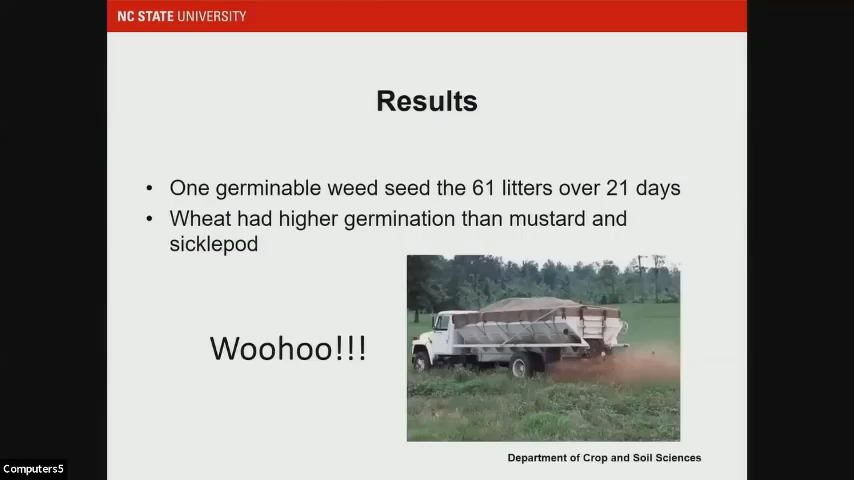 NC STATE UNIVERSITY
Results
• One germinable weed seed the 61 litters over 21 days
• Wheat had higher germination than mustard and
sicklepod
Woohoo!!!
Department of Crop and Soil Sciences
Computers5